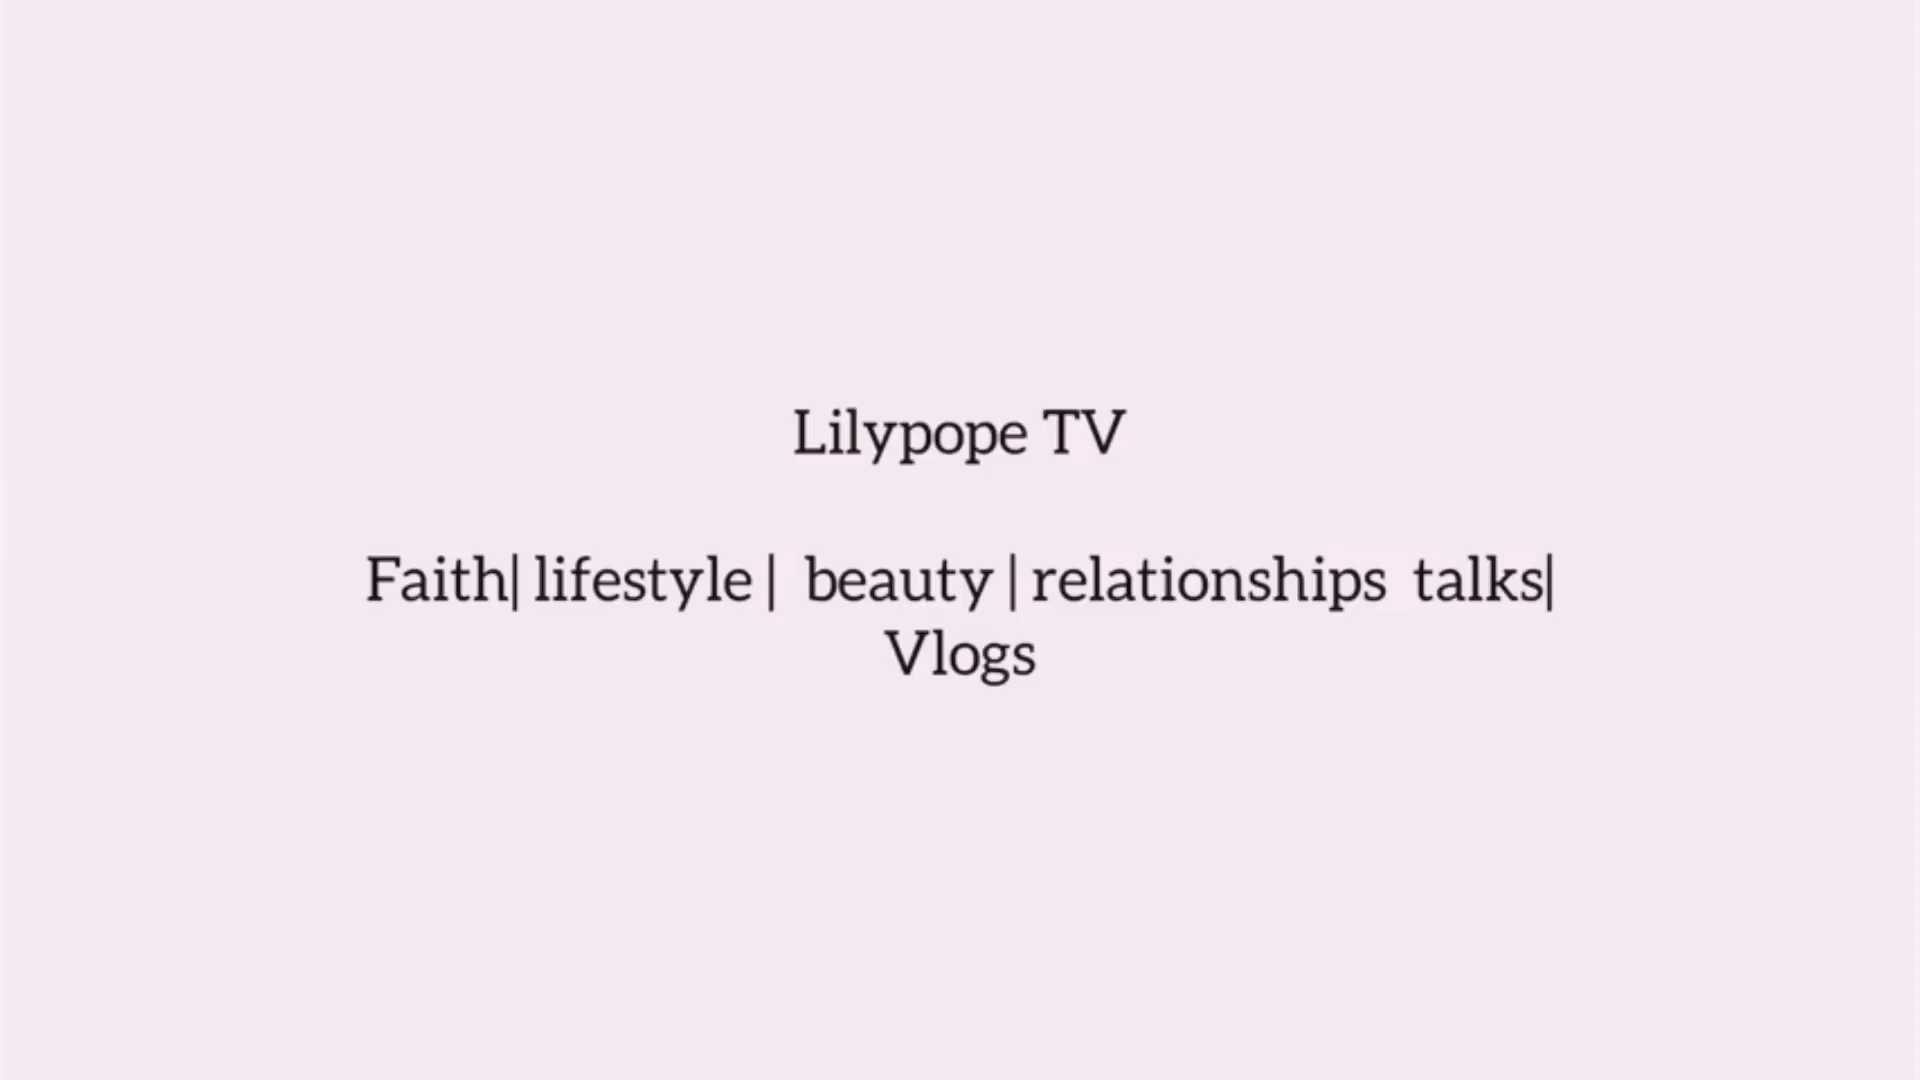 Lilypope TV
Faith| lifestyle |  beauty | relationships  talks|
Vlogs